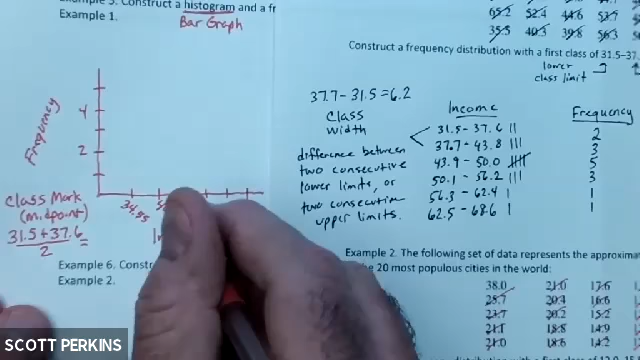 Construct a histogram and a fr
Example 1.
Bar Graph
Frequency
4
2
Class Mark
(midpoint)
31.5+37.6 =
2
34.55
Example 6. Const
Example 2.
SCOTT PERKINS
65.2 52.4 44.6 53.7
35.5 40.3 39.8 56.3
Construct a frequency distribution with a first class of 31.5–37.
lower
class limit
37.7-31.5=6.2
Class
Width
difference between
two consecutive
lower limits, or
two consecutive
upper limits.
Income Frequency
31.5-37.6 || 2
37.7-43.8 ||| 3
43.9-50.0 |||| 5
50.1-56.2 ||| 3
56.3-62.4 | 1
62.5-68.6 | 1
Example 2. The following set of data represents the approximat
the 20 most populous cities in the world:
38.0 21.0 17.6
25.7 20.4 16.6
23.7 20.2 15.2
21.5 18.8 14.9
21.0 18.6 14.2